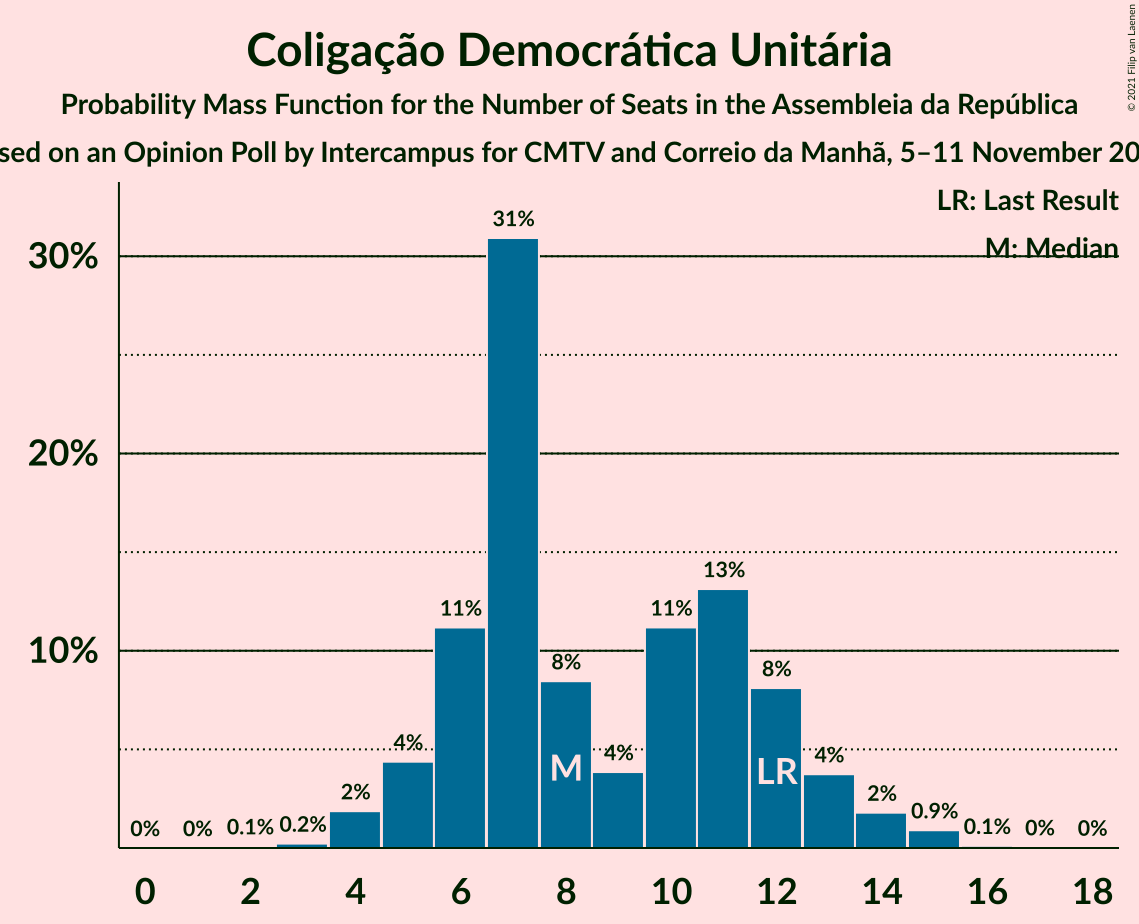 Coligação Democrática Unitária
Probability Mass Function for the Number of Seats in the Assembleia da República
sed on an Opinion Poll by Intercampus for CMTV and Correio da Manhã, 5–11 November 20
© 2021 Filip van Laenen
LR: Last Result
M: Median
30%
20%
10%
0% 0% 0.1% 0.2% 2% 4% 11% 31% 8% 4% 11% 13% 8% 4% 2% 0.9% 0.1% 0% 0%
M LR
0 2 4 6 8 10 12 14 16 18